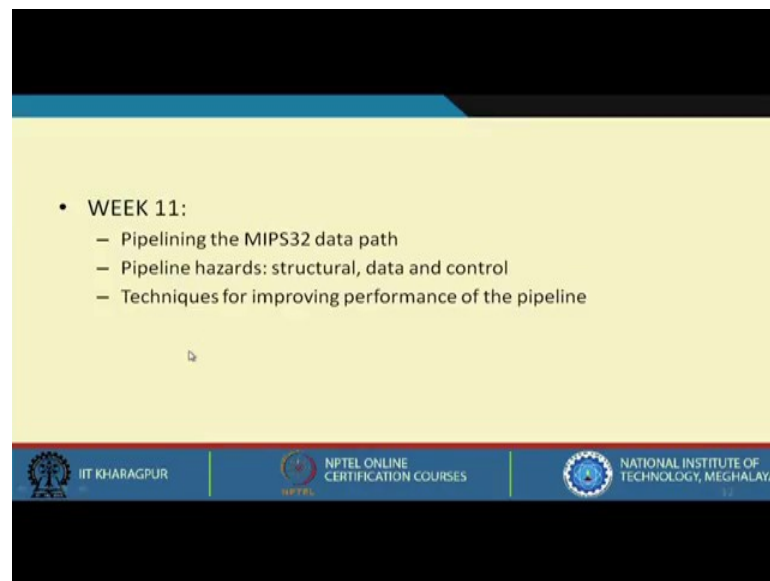 • WEEK 11:
– Pipelining the MIPS32 data path
– Pipeline hazards: structural, data and control
– Techniques for improving performance of the pipeline
IIT KHARAGPUR
NPTEL
NPTEL ONLINE
CERTIFICATION COURSES
NATIONAL INSTITUTE OF
TECHNOLOGY, MEGHALAYA